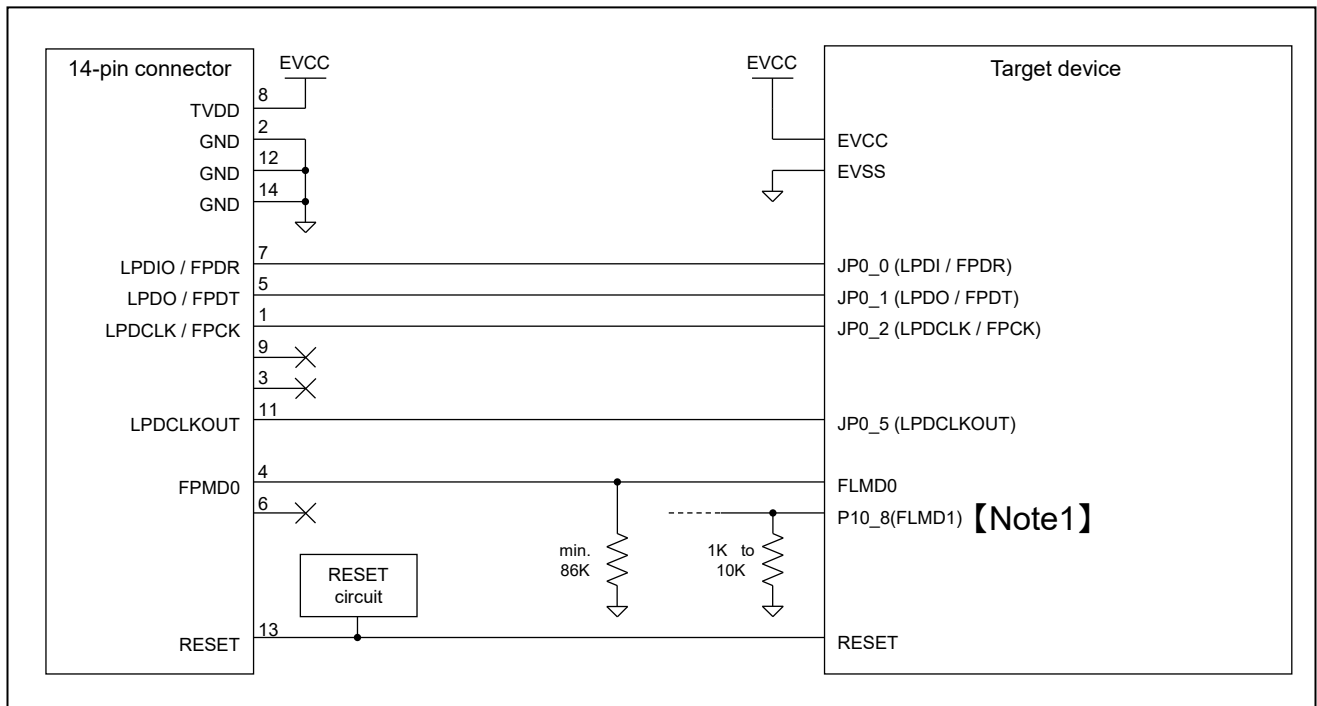 14-pin connector
EVCC
EVCC
Target device
8
TVDD
2
GND
EVCC
12
GND
EVSS
14
GND
7
LPDIO / FPDR
JP0_0 (LPDI / FPDR)
5
LPDO / FPDT
JP0_1 (LPDO / FPDT)
1
LPDCLK / FPCK
JP0_2 (LPDCLK / FPCK)
9
3
11
LPDCLKOUT
JP0_5 (LPDCLKOUT)
4
FPMD0
FLMD0
6
P10_8(FLMD1)【Note1】
min.
86K
1K to
10K
RESET
circuit
13
RESET
RESET